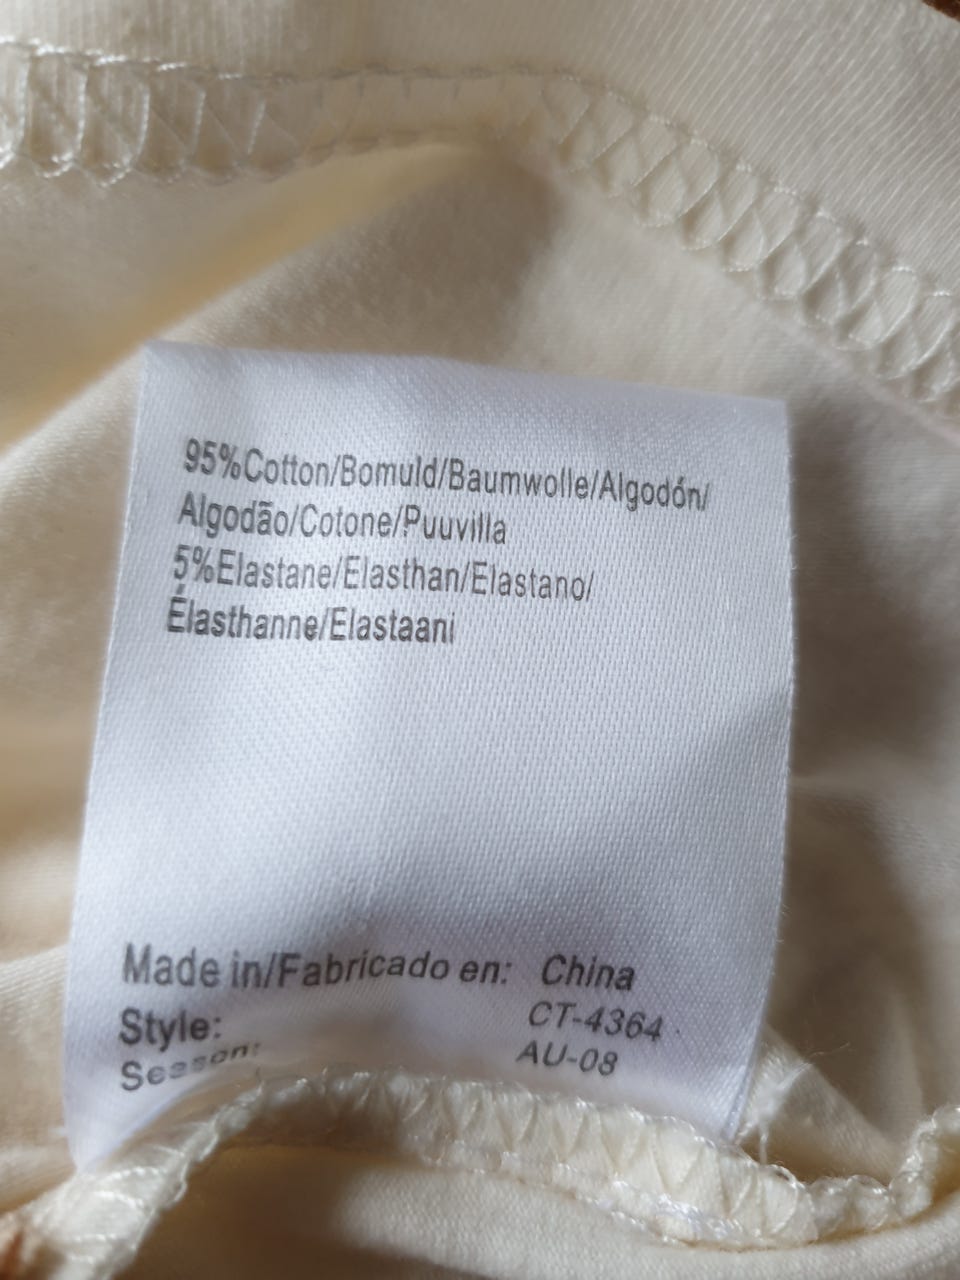 95%Cotton/Bomuld/Baumwolle/Algodón/
Algodão/Cotone/Puuvilla
5%Elastane/Elasthan/Elastano/
Élasthanne/Elastaani
Made in/Fabricado en: China
Style: CT-4364
Season: AU-08